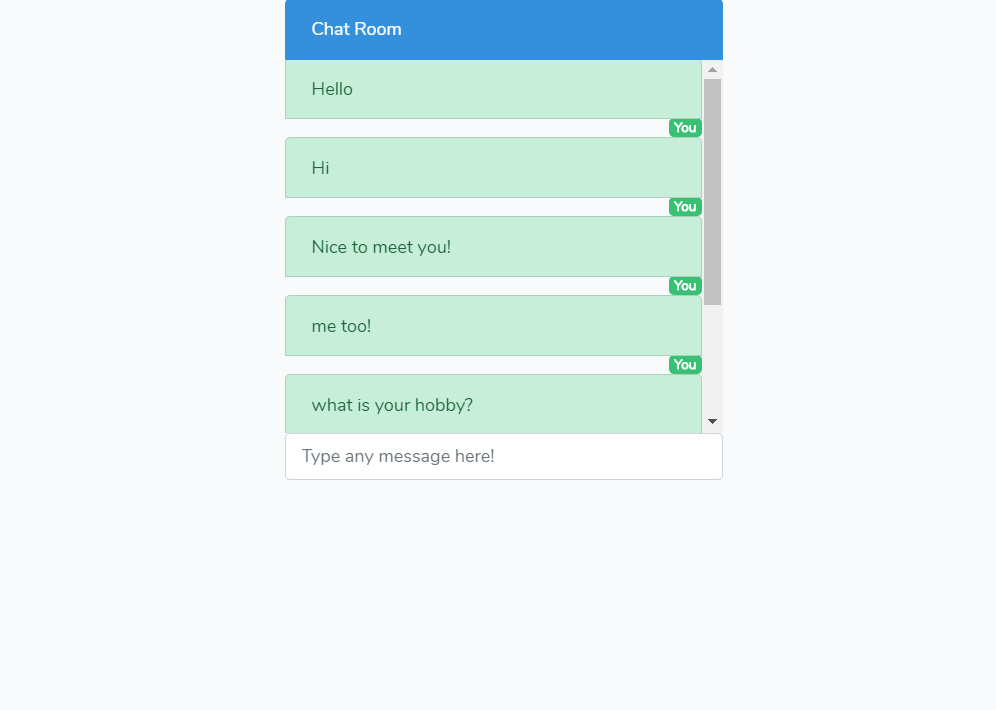 Chat Room
Hello
You
Hi
You
Nice to meet you!
You
me too!
You
what is your hobby?
Type any message here!